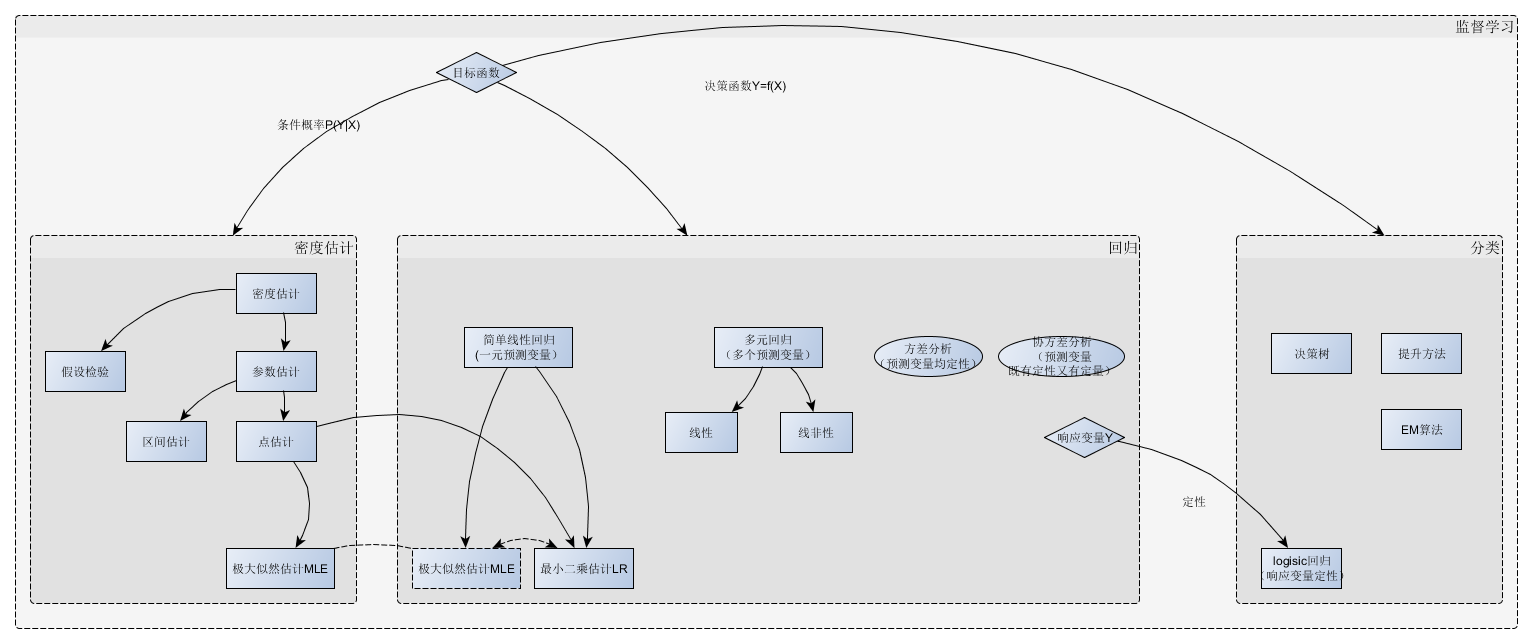 监督学习
目标函数
决策函数Y=f(X)
条件概率P(Y|X)
密度估计
密度估计
假设检验
参数估计
区间估计
点估计
极大似然估计MLE
回归
简单线性回归
(一元预测变量)
多元回归
（多个预测变量）
方差分析
（预测变量均定性）
协方差分析
（预测变量
既有定性又有定量）
线性
线非性
响应变量Y
极大似然估计MLE
最小二乘估计LR
定性
分类
决策树
提升方法
EM算法
logisic回归
（响应变量定性）